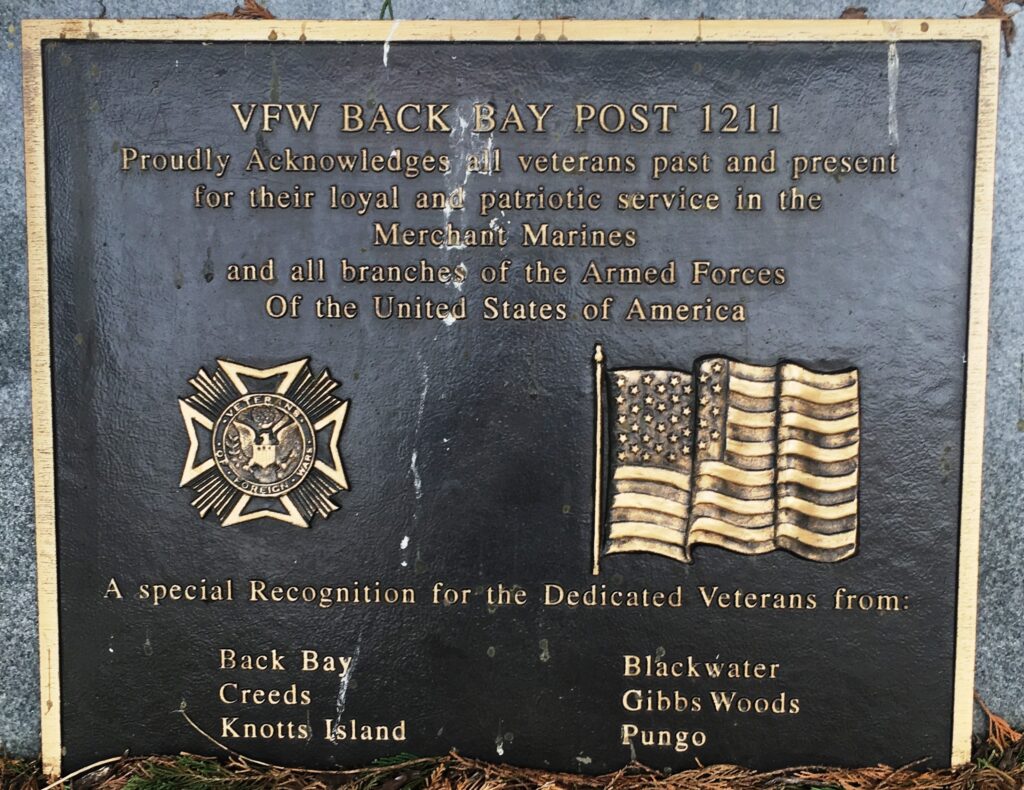 VFW BACK BAY POST 1211
Proudly Acknowledges all veterans past and present
for their loyal and patriotic service in the
Merchant Marines
and all branches of the Armed Forces
Of the United States of America
VETERANS
OF FOREIGN WARS
A special Recognition for the Dedicated Veterans from:
Back Bay
Creeds
Knotts Island
Blackwater
Gibbs Woods
Pungo